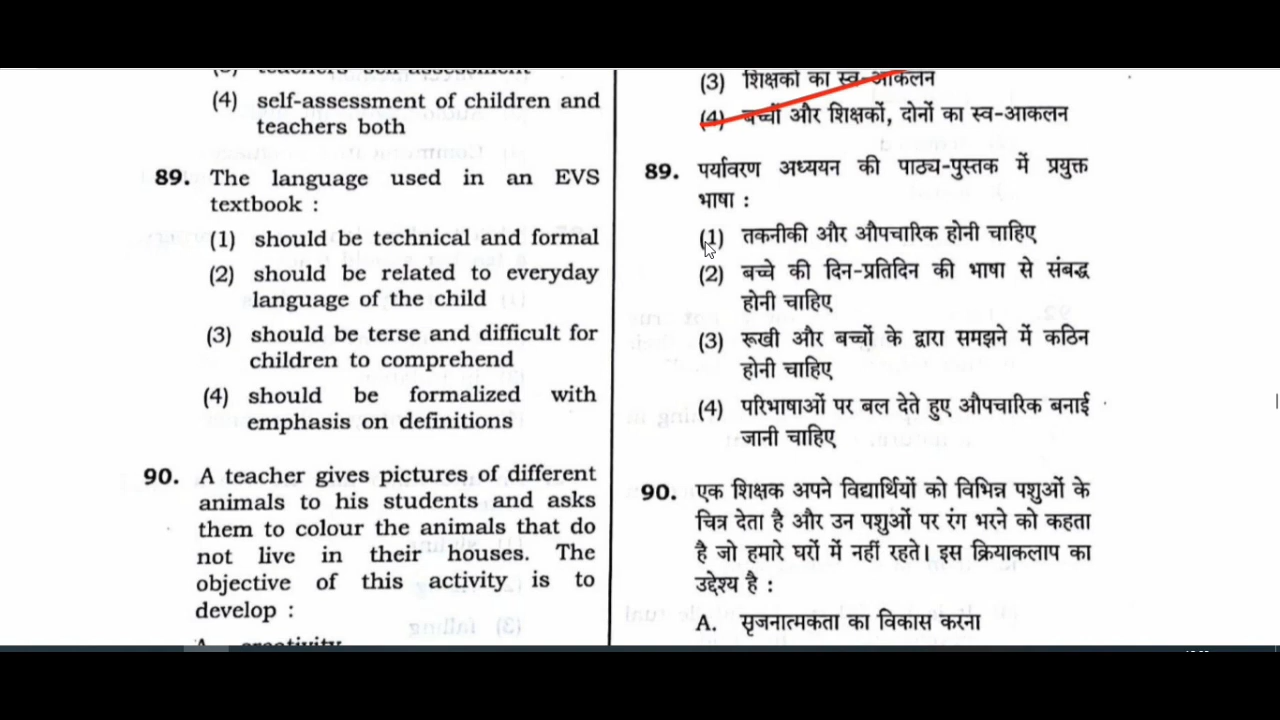 (4) self-assessment of children and
teachers both
89. The language used in an EVS
textbook :
(1) should be technical and formal
(2) should be related to everyday
language of the child
(3) should be terse and difficult for
children to comprehend
(4) should be formalized with
emphasis on definitions
90. A teacher gives pictures of different
animals to his students and asks
them to colour the animals that do
not live in their houses. The
objective of this activity is to
develop :
A. creativity
(3) शिक्षकों का स्व-आकलन
(4) बच्चों और शिक्षकों, दोनों का स्व-आकलन
89. पर्यावरण अध्ययन की पाठ्य-पुस्तक में प्रयुक्त
भाषा :
(1) तकनीकी और औपचारिक होनी चाहिए
(2) बच्चे की दिन-प्रतिदिन की भाषा से संबद्ध
होनी चाहिए
(3) रूखी और बच्चों के द्वारा समझने में कठिन
होनी चाहिए
(4) परिभाषाओं पर बल देते हुए औपचारिक बनाई
जानी चाहिए
90. एक शिक्षक अपने विद्यार्थियों को विभिन्न पशुओं के
चित्र देता है और उन पशुओं पर रंग भरने को कहता
है जो हमारे घरों में नहीं रहते। इस क्रियाकलाप का
उद्देश्य है :
A. सृजनात्मकता का विकास करना